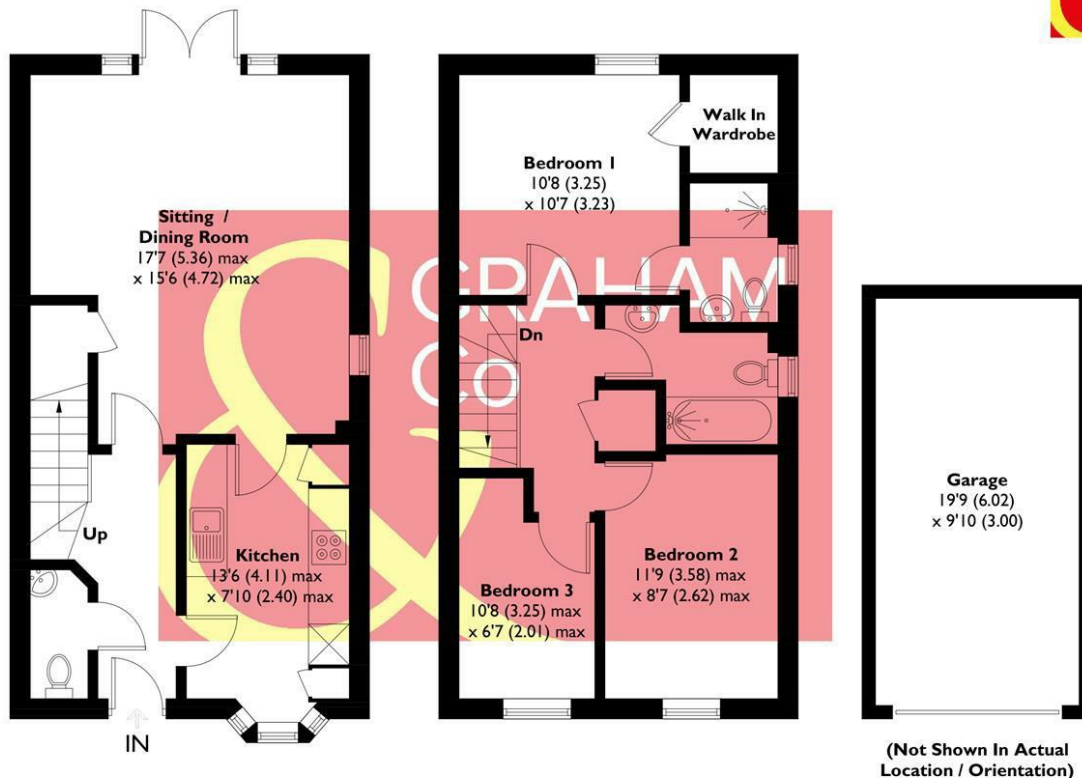 Sitting /
Dining Room
17'7 (5.36) max
x 15'6 (4.72) max
Up
Kitchen
13'6 (4.11) max
x 7'10 (2.40) max
IN
Bedroom 1
10'8 (3.25)
x 10'7 (3.23)
Walk In
Wardrobe
Dn
GRAHAM
& Co
Bedroom 3
10'8 (3.25) max
x 6'7 (2.01) max
Bedroom 2
11'9 (3.58) max
x 8'7 (2.62) max
Garage
19'9 (6.02)
x 9'10 (3.00)
(Not Shown In Actual
Location / Orientation)